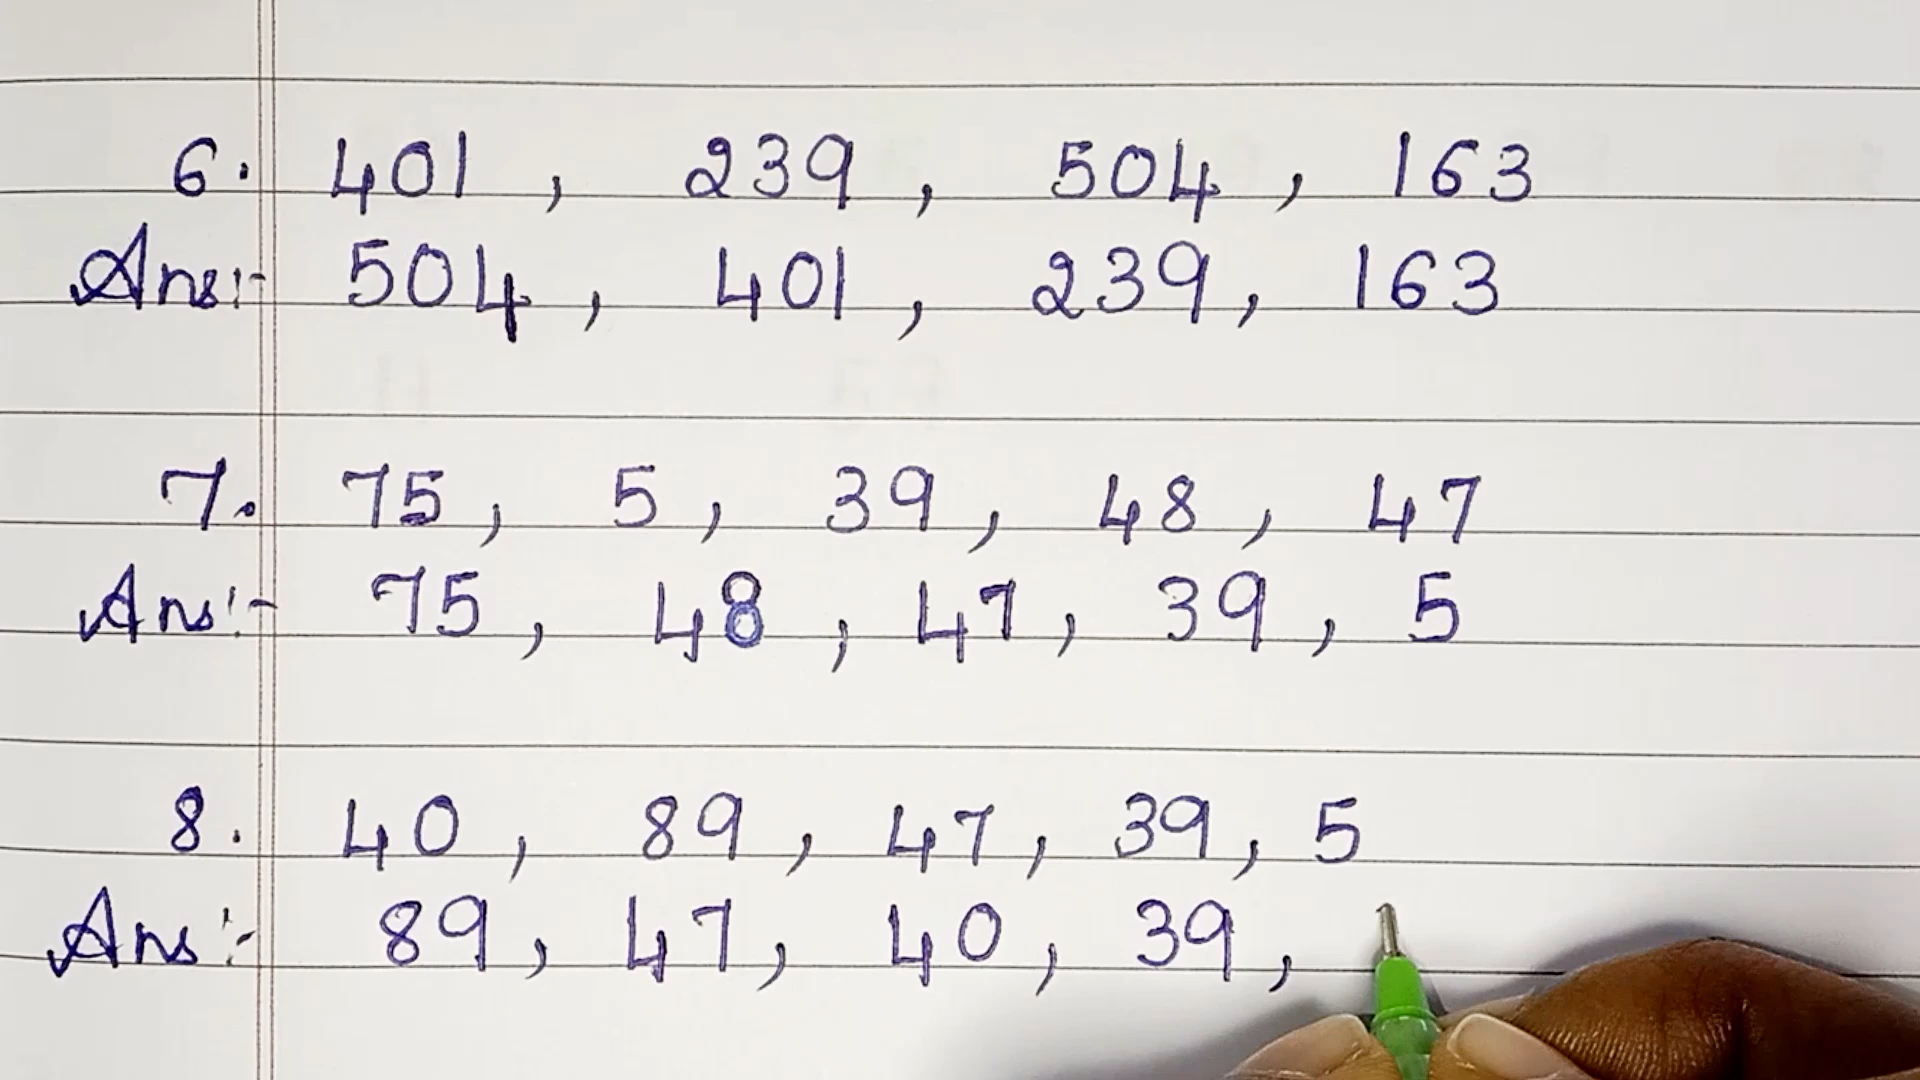 6. 401, 239, 504, 163
Ans:- 504, 401, 239, 163
7. 75, 5, 39, 48, 47
Ans:- 75, 48, 47, 39, 5
8. 40, 89, 47, 39, 5
Ans:- 89, 47, 40, 39,